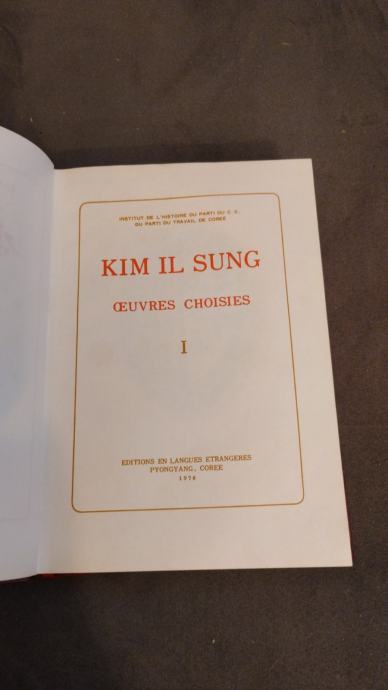 INSTITUT DE L'HISTOIRE DU PARTI DU C. C.
DU PARTI DU TRAVAIL DE COREE
KIM IL SUNG
ŒUVRES CHOISIES
I
EDITIONS EN LANGUES ETRANGERES
PYONGYANG, COREE
1976